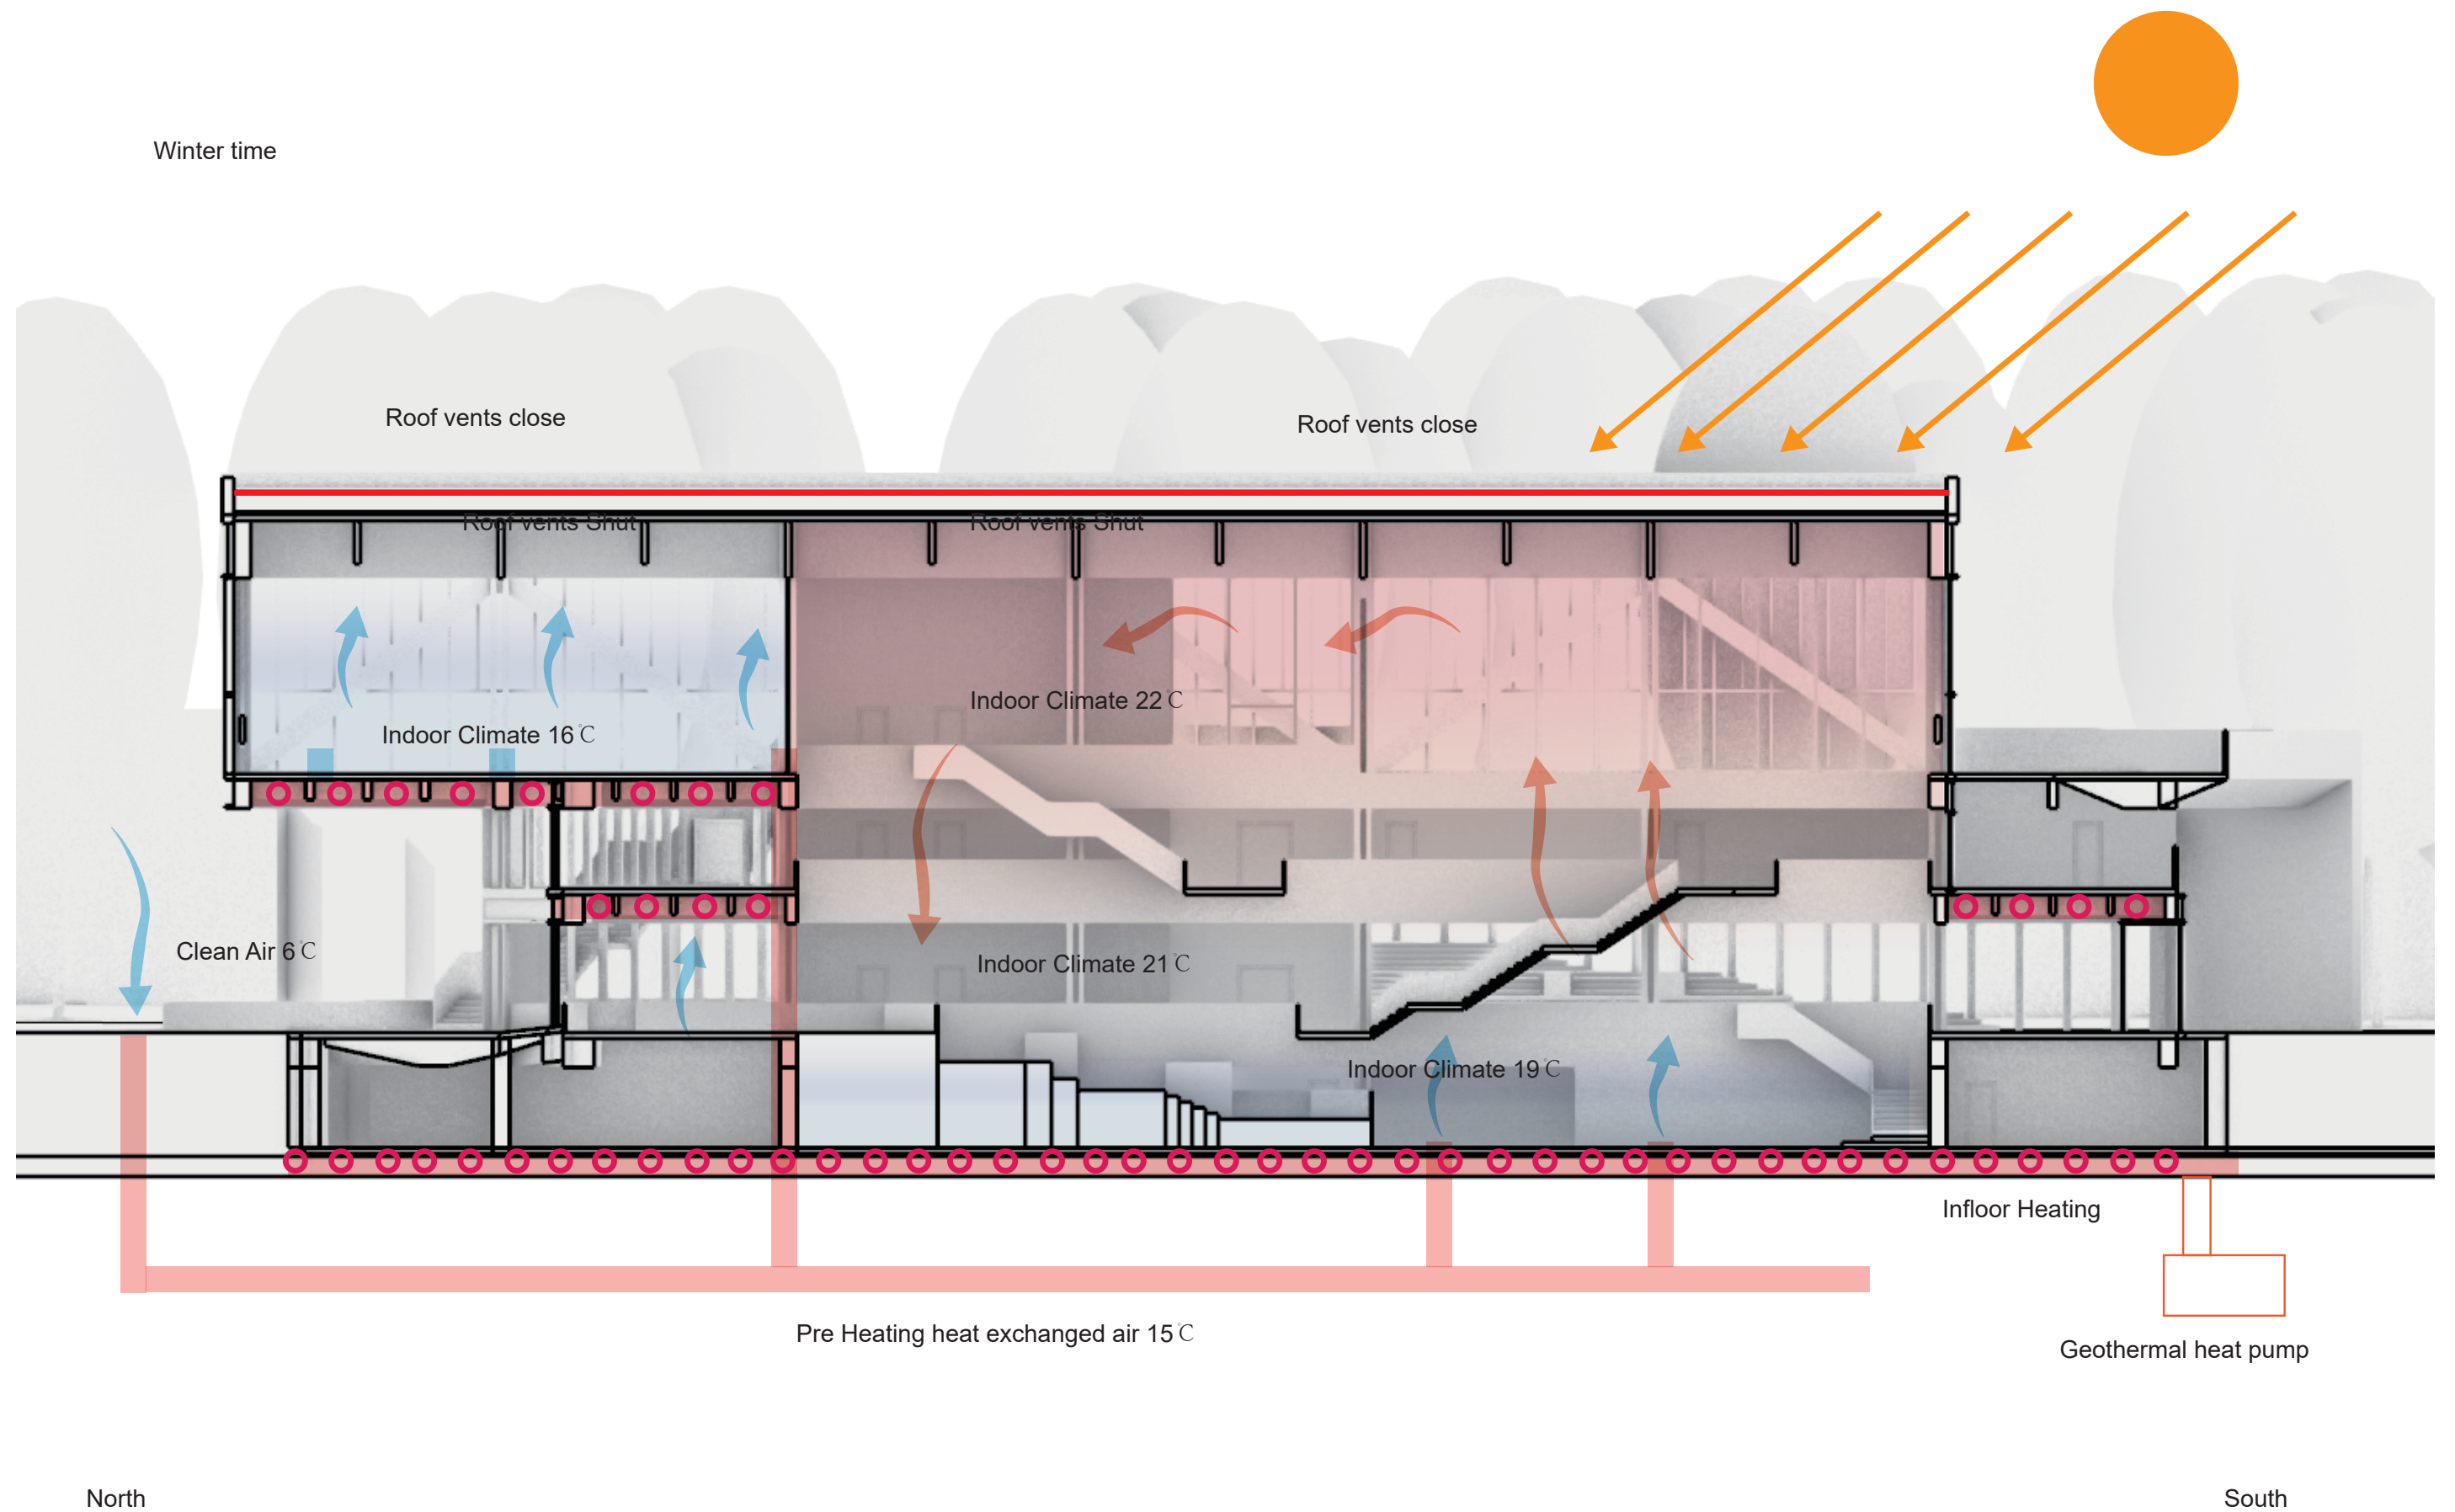 Winter time
Roof vents close
Roof vents close
Roof vents Shut
Roof vents Shut
Indoor Climate 22℃
Indoor Climate 16℃
Clean Air 6℃
Indoor Climate 21℃
Indoor Climate 19℃
Infloor Heating
Pre Heating heat exchanged air 15℃
Geothermal heat pump
North
South